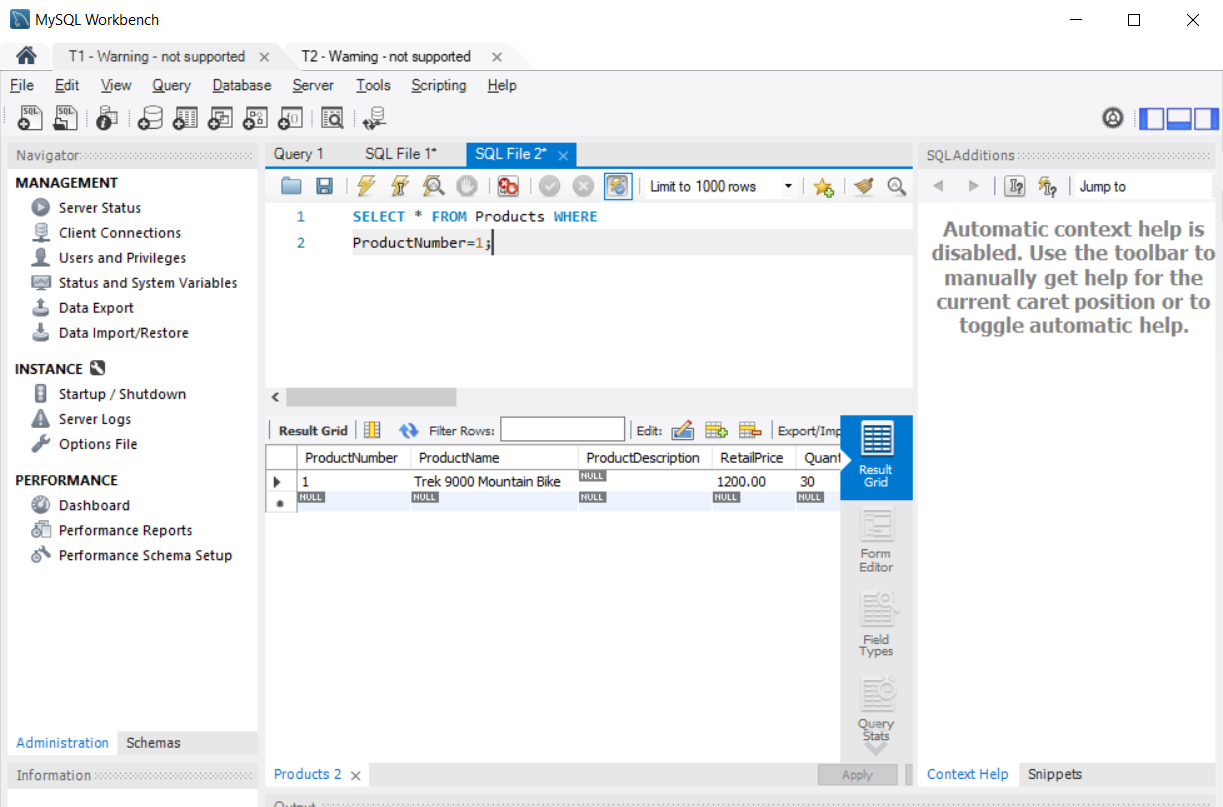 MySQL Workbench
T1 - Warning - not supported
T2 - Warning - not supported
File Edit View Query Database Server Tools Scripting Help
Navigator
MANAGEMENT
Server Status
Client Connections
Users and Privileges
Status and System Variables
Data Export
Data Import/Restore
INSTANCE
Startup / Shutdown
Server Logs
Options File
PERFORMANCE
Dashboard
Performance Reports
Performance Schema Setup
Administration Schemas
Information
Query 1 SQL File 1* SQL File 2*
Limit to 1000 rows
1 SELECT * FROM Products WHERE
2 ProductNumber=1;
Result Grid Filter Rows: Edit: Export/Imp
ProductNumber ProductName ProductDescription RetailPrice Quant
1 Trek 9000 Mountain Bike NULL 1200.00 30
NULL NULL NULL NULL NULL
Result
Grid
Form
Editor
Field
Types
Query
Stats
Products 2 Apply
Output
SQLAdditions
Jump to
Automatic context help is
disabled. Use the toolbar to
manually get help for the
current caret position or to
toggle automatic help.
Context Help Snippets